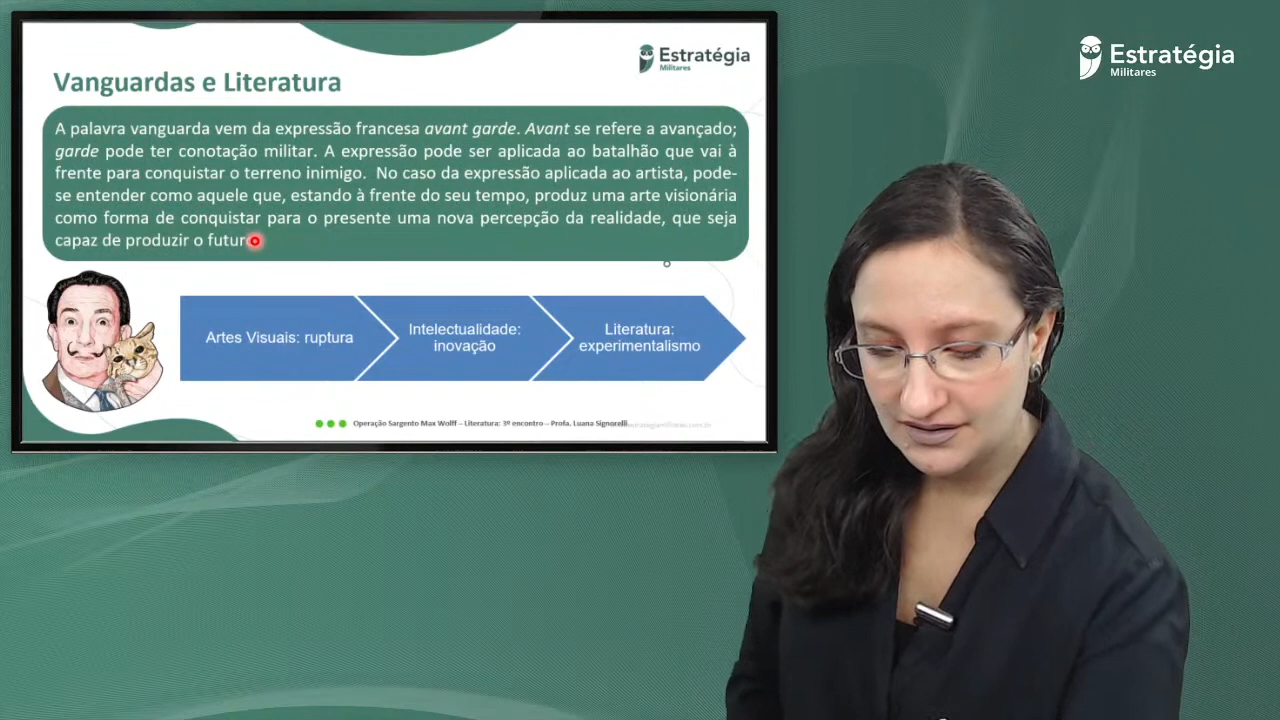 Estratégia
Militares
Estratégia
Militares
Vanguardas e Literatura
A palavra vanguarda vem da expressão francesa avant garde. Avant se refere a avançado;
garde pode ter conotação militar. A expressão pode ser aplicada ao batalhão que vai à
frente para conquistar o terreno inimigo. No caso da expressão aplicada ao artista, pode-
se entender como aquele que, estando à frente do seu tempo, produz uma arte visionária
como forma de conquistar para o presente uma nova percepção da realidade, que seja
capaz de produzir o futur
Artes Visuais: ruptura
Intelectualidade:
inovação
Literatura:
experimentalismo
Operação Sargento Max Wolff – Literatura: 3º encontro – Profa. Luana Signorelli